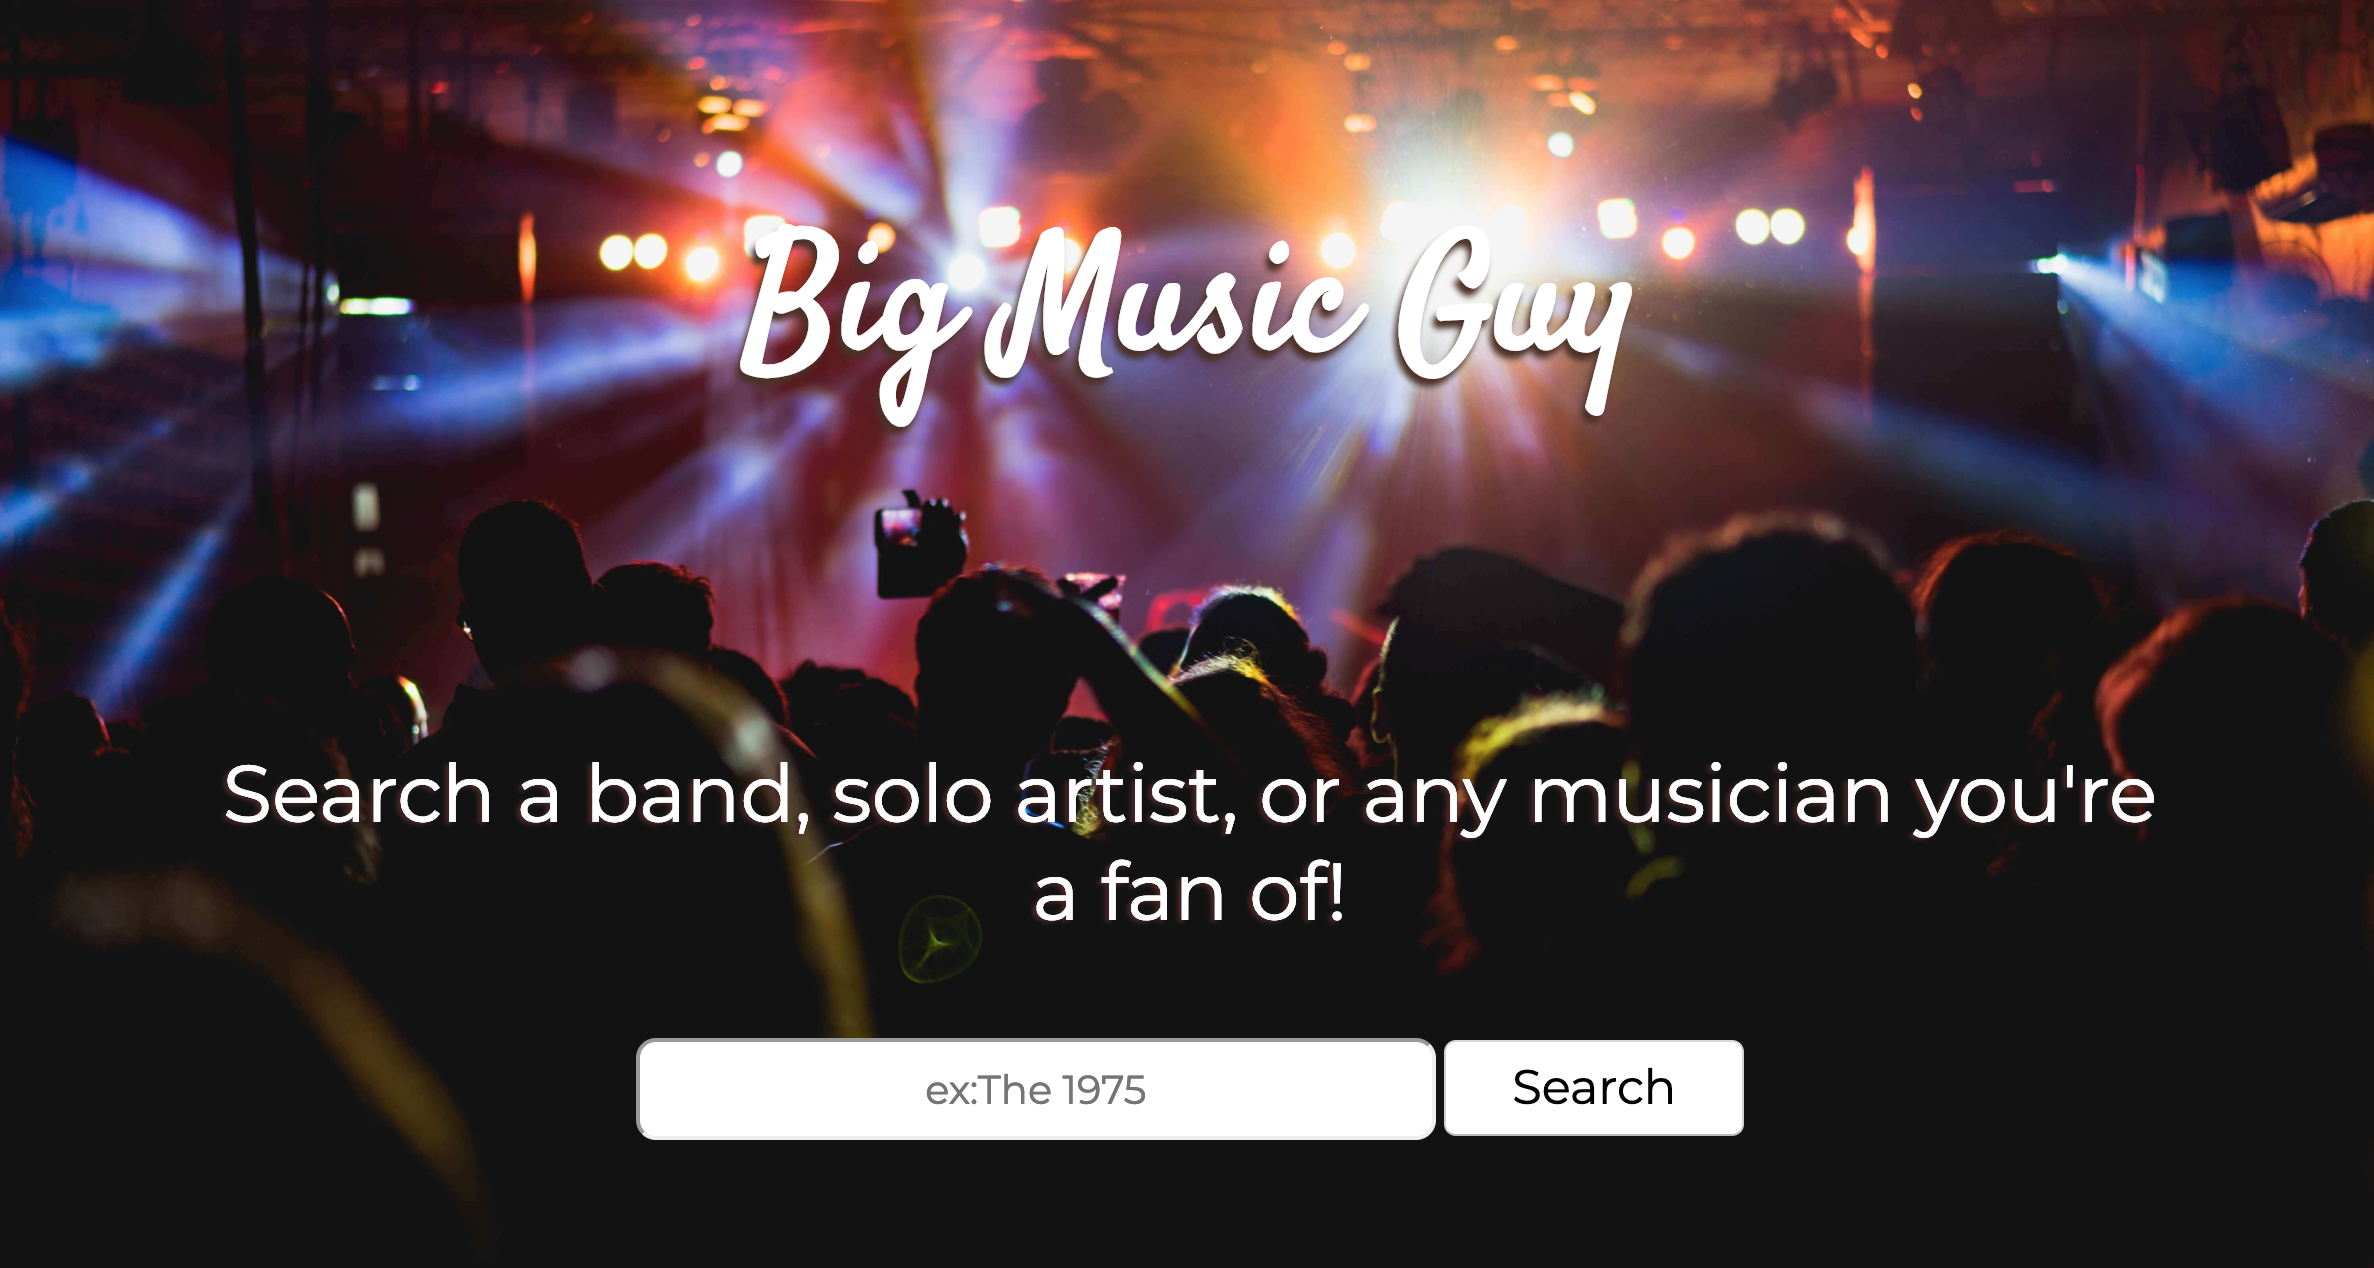 Big Music Guy
Search a band, solo artist, or any musician you're
a fan of!
ex:The 1975
Search